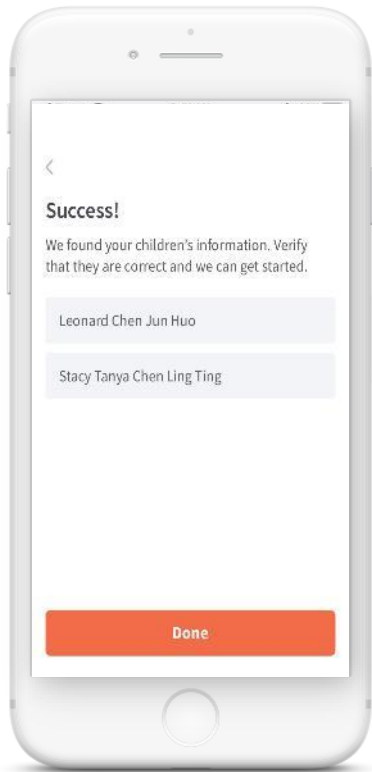 Success!
We found your children's information. Verify
that they are correct and we can get started.
Leonard Chen Jun Huo
Stacy Tanya Chen Ling Ting
Done